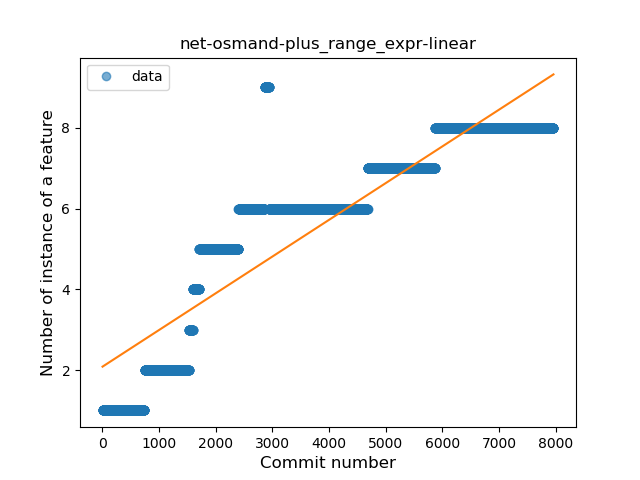 net-osmand-plus_range_expr-linear
data
Number of instance of a feature
8
6
4
2
0 1000 2000 3000 4000 5000 6000 7000 8000
Commit number